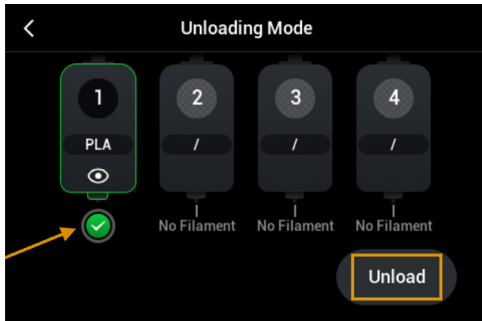 Unloading Mode
1 2 3 4
PLA / / /
No Filament No Filament No Filament
Unload